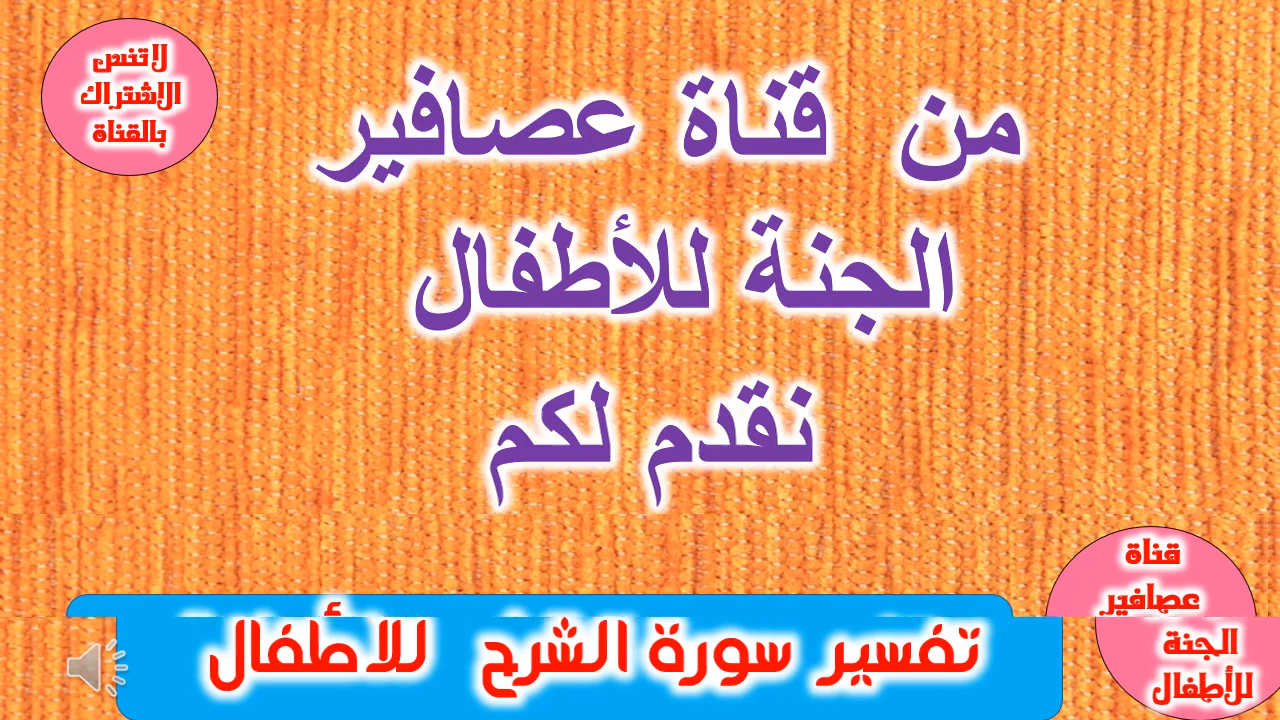 لاتنس
الاشتراك
بالقناة
من قناة عصافير
الجنة للأطفال
نقدم لكم
قناة
عصافير
الجنة
للأطفال
تفسير سورة الشرح للأطفال